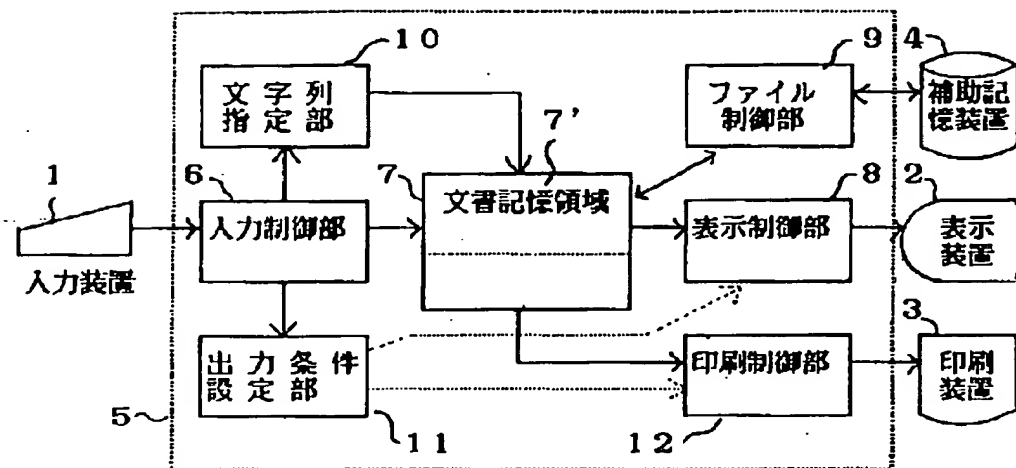 10
文字列
指定部
9
ファイル
制御部
4
補助記
憶装置
1
入力装置
6
入力制御部
7
7'
文書記憶領域
8
表示制御部
2
表示
装置
5
出力条件
設定部
11
印刷制御部
12
3
印刷
装置